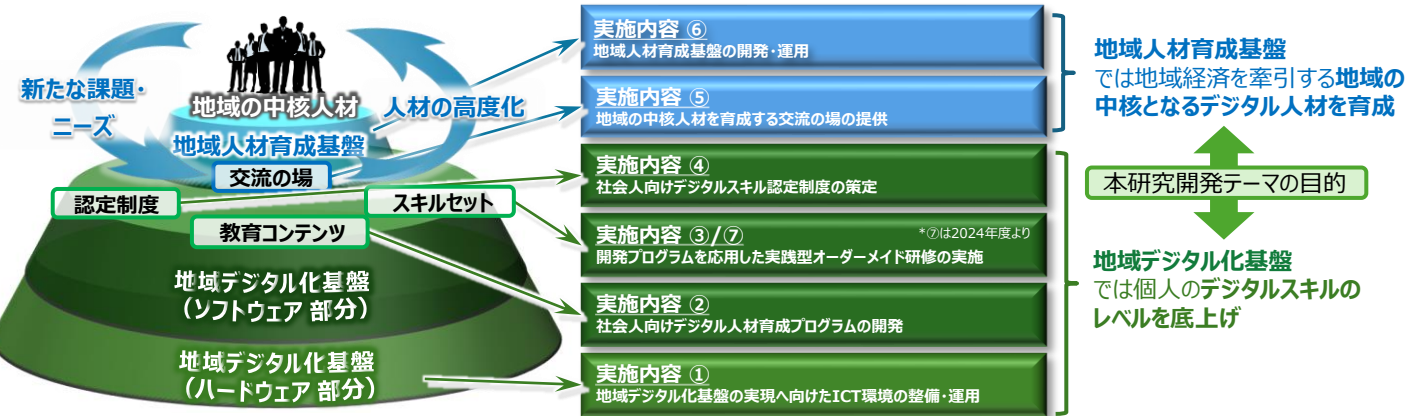 新たな課題・
ニーズ
地域の中核人材
人材の高度化
地域人材育成基盤
交流の場
認定制度
スキルセット
教育コンテンツ
地域デジタル化基盤
（ソフトウェア 部分）
地域デジタル化基盤
（ハードウェア 部分）
実施内容 ⑥
地域人材育成基盤の開発・運用
実施内容 ⑤
地域の中核人材を育成する交流の場の提供
実施内容 ④
社会人向けデジタルスキル認定制度の策定
実施内容 ③/⑦
*⑦は2024年度より
開発プログラムを応用した実践型オーダーメイド研修の実施
実施内容 ②
社会人向けデジタル人材育成プログラムの開発
実施内容 ①
地域デジタル化基盤の実現へ向けたICT環境の整備・運用
地域人材育成基盤
では地域経済を牽引する地域の
中核となるデジタル人材を育成
本研究開発テーマの目的
地域デジタル化基盤
では個人のデジタルスキルの
レベルを底上げ